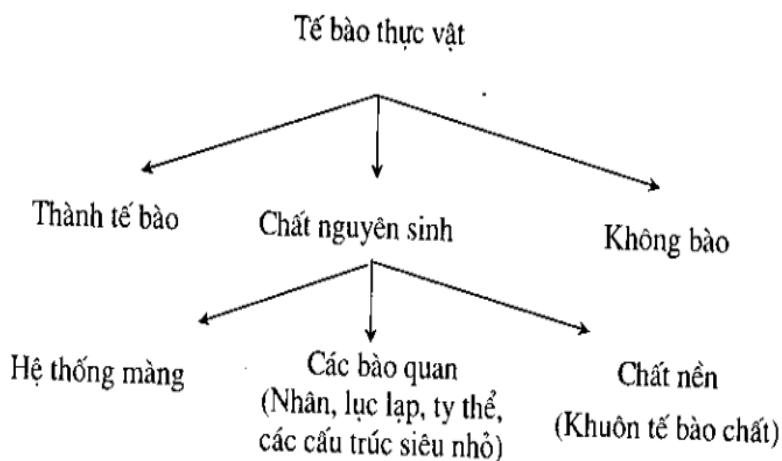 Tế bào thực vật
Thành tế bào
Chất nguyên sinh
Không bào
Hệ thống màng
Các bào quan
(Nhân, lục lạp, ty thể,
các cấu trúc siêu nhỏ)
Chất nền
(Khuôn tế bào chất)